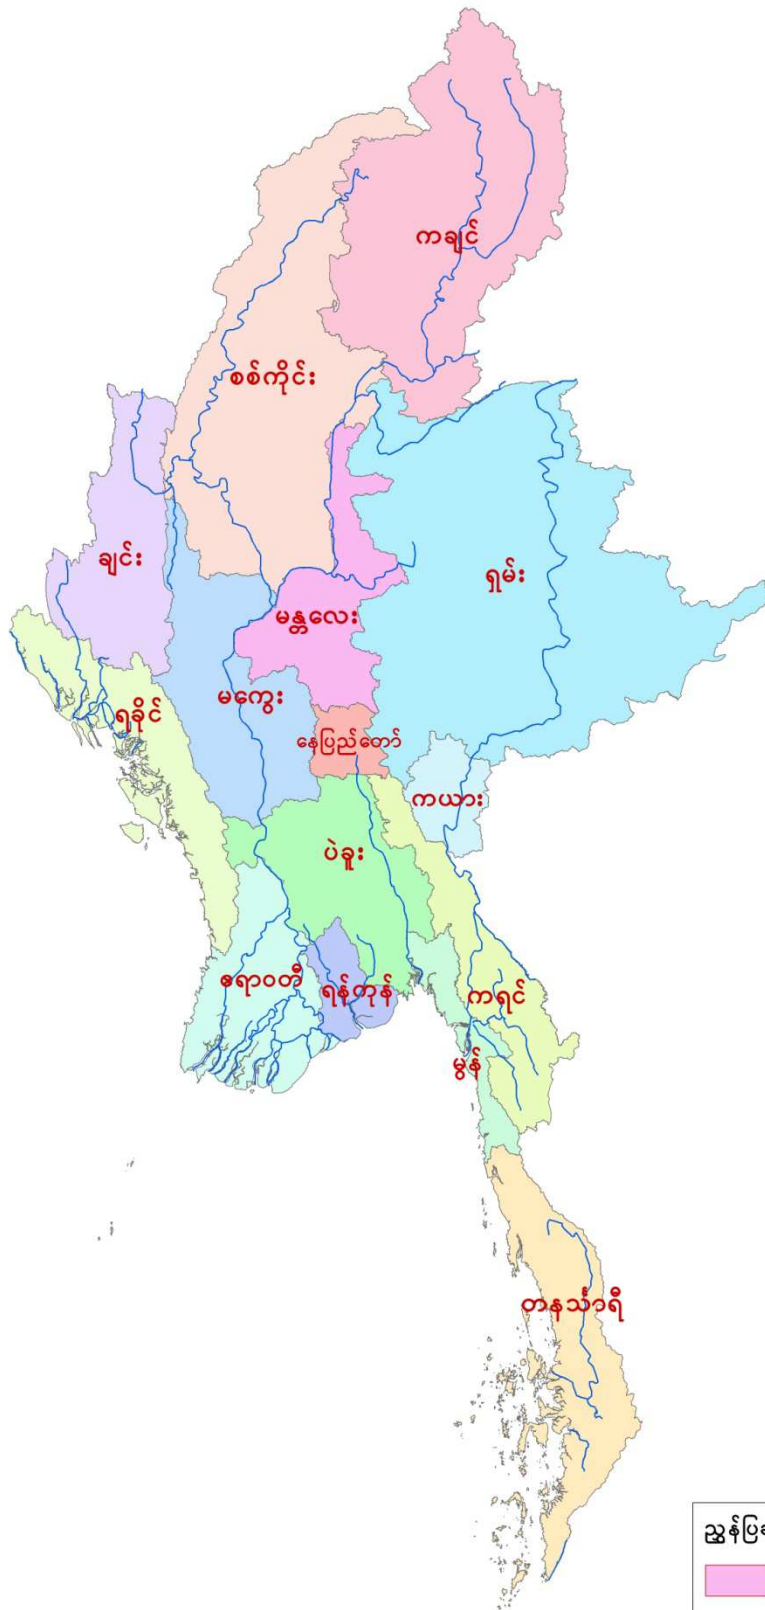 ကချင်
စစ်ကိုင်း
ချင်း
ရှမ်း
မန္တလေး
မကွေး
ရခိုင်
နေပြည်တော်
ကယား
ပဲခူး
ဧရာဝတီ
ရန်ကုန်
ကရင်
မွန်
တနင်္သာရီ